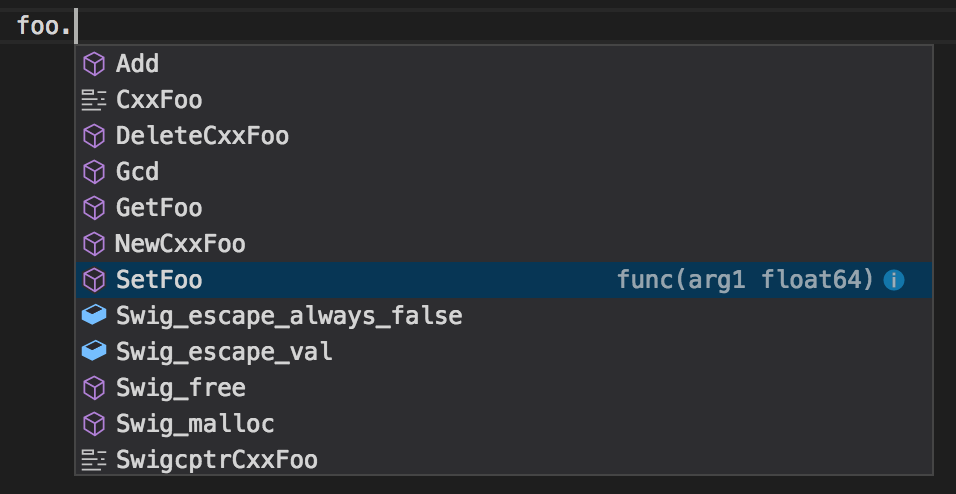 foo.
Add
CxxFoo
DeleteCxxFoo
Gcd
GetFoo
NewCxxFoo
SetFoo func(arg1 float64)
Swig_escape_always_false
Swig_escape_val
Swig_free
Swig_malloc
SwigcptrCxxFoo